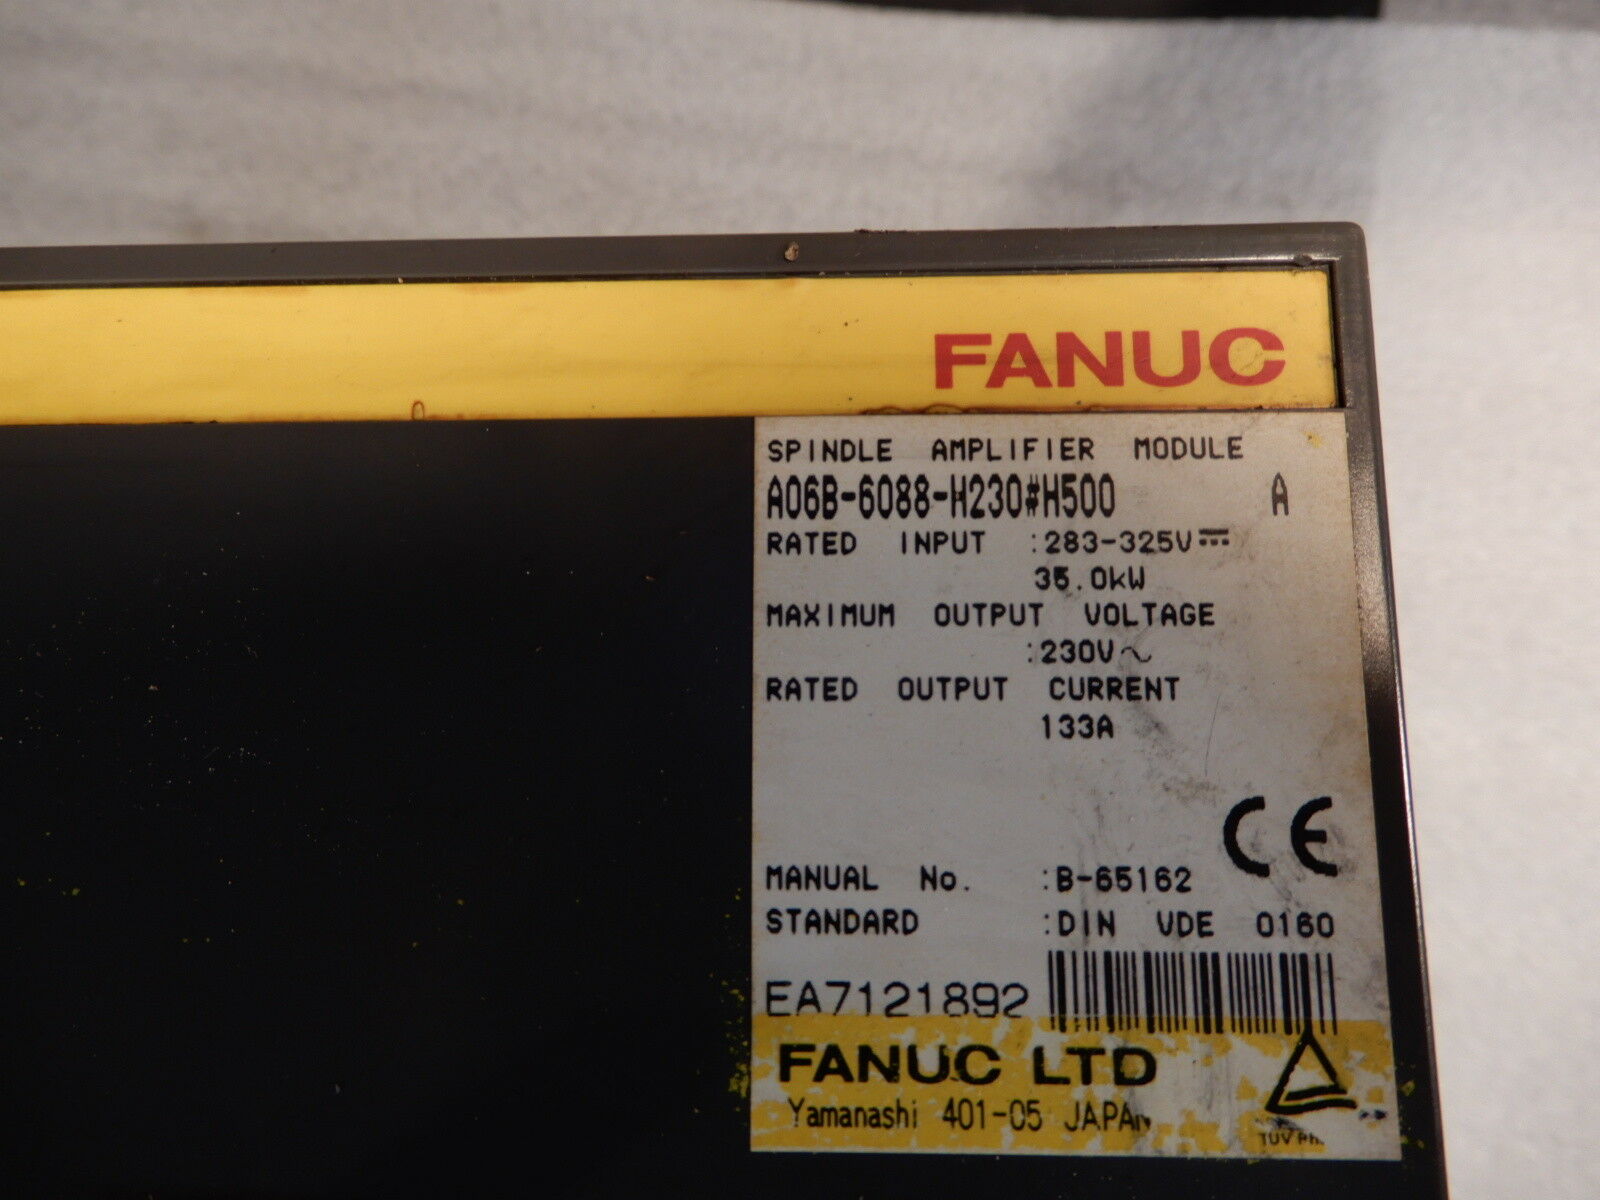 FANUC
SPINDLE AMPLIFIER MODULE
A06B-6088-H230#H500 A
RATED INPUT :283-325V⎓
35.0kW
MAXIMUM OUTPUT VOLTAGE
:230V~
RATED OUTPUT CURRENT
133A
CE
MANUAL No. :B-65162
STANDARD :DIN VDE 0160
EA7121892
FANUC LTD
Yamanashi 401-05 JAPAN
TÜV